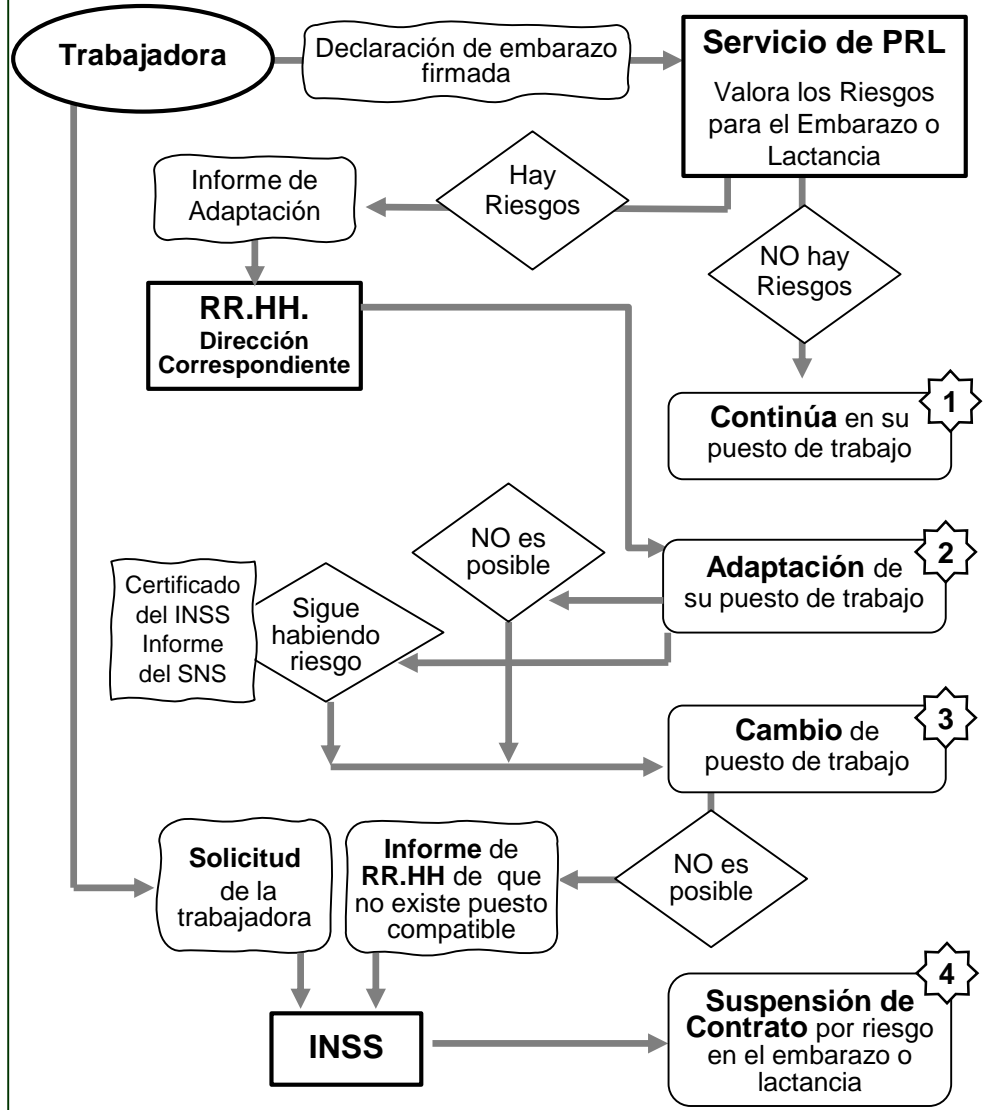 Trabajadora
Declaración de embarazo
firmada
Servicio de PRL
Valora los Riesgos
para el Embarazo o
Lactancia
Informe de
Adaptación
Hay
Riesgos
NO hay
Riesgos
RR.HH.
Dirección
Correspondiente
1
Continúa en su
puesto de trabajo
NO es
posible
2
Adaptación de
su puesto de trabajo
Certificado
del INSS
Informe
del SNS
Sigue
habiendo
riesgo
3
Cambio de
puesto de trabajo
Solicitud
de la
trabajadora
Informe de
RR.HH de que
no existe puesto
compatible
NO es
posible
4
Suspensión de
Contrato por riesgo
en el embarazo o
lactancia
INSS